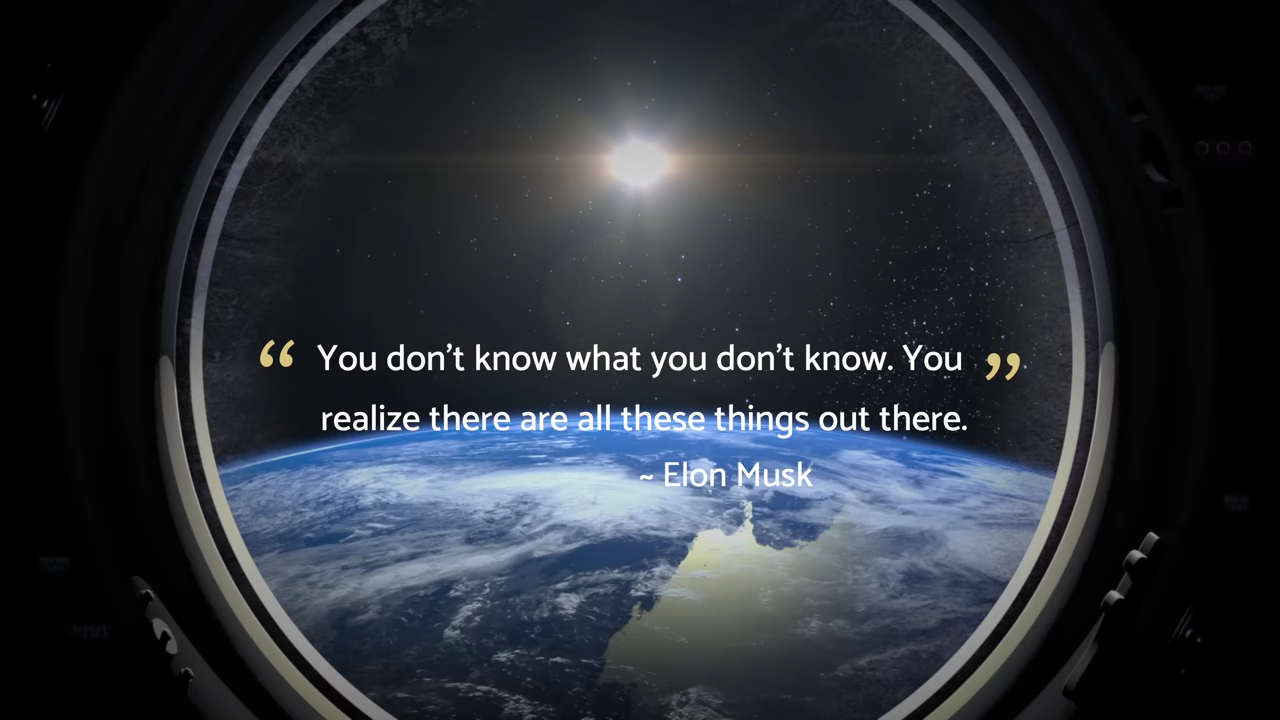 “ You don’t know what you don’t know. You ”
realize there are all these things out there.
~ Elon Musk